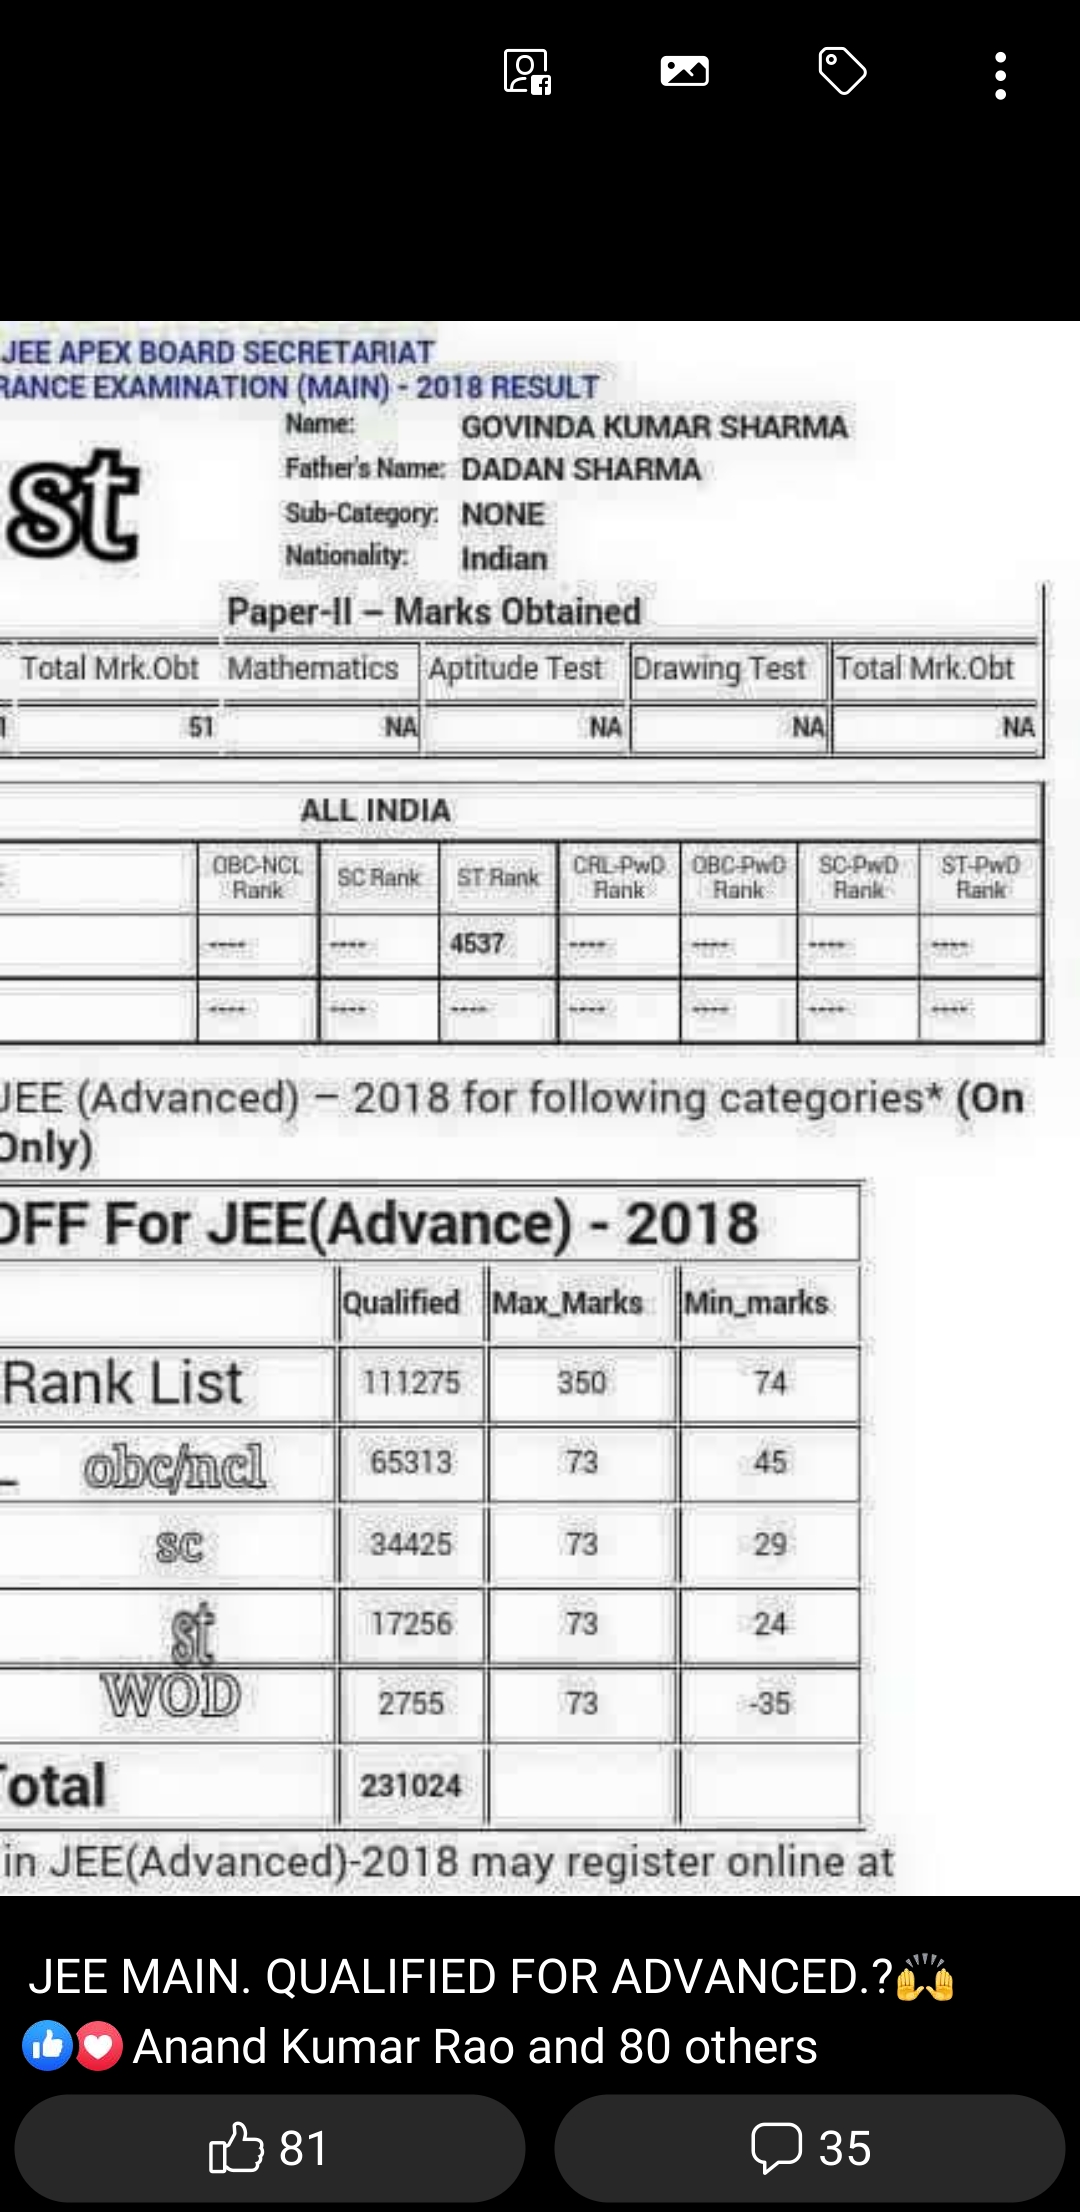 JEE APEX BOARD SECRETARIAT
RANCE EXAMINATION (MAIN) - 2018 RESULT
Name: GOVINDA KUMAR SHARMA
st
Father's Name: DADAN SHARMA
Sub-Category: NONE
Nationality: Indian
Paper-II – Marks Obtained
Total Mrk.Obt Mathematics Aptitude Test Drawing Test Total Mrk.Obt
1 51 NA NA NA NA
ALL INDIA
OBC-NCL Rank SC Rank ST Rank CRL-PwD Rank OBC-PwD Rank SC-PwD Rank ST-PwD Rank
---- ---- 4537 ---- ---- ---- ----
---- ---- ---- ---- ---- ---- ----
JEE (Advanced) – 2018 for following categories* (On
Only)
OFF For JEE(Advance) - 2018
Qualified Max_Marks Min_marks
Rank List 111275 350 74
obc/ncl 65313 73 45
sc 34425 73 29
st 17256 73 24
WOD 2755 73 -35
Total 231024
in JEE(Advanced)-2018 may register online at
JEE MAIN. QUALIFIED FOR ADVANCED.?🙌
Anand Kumar Rao and 80 others
81 35